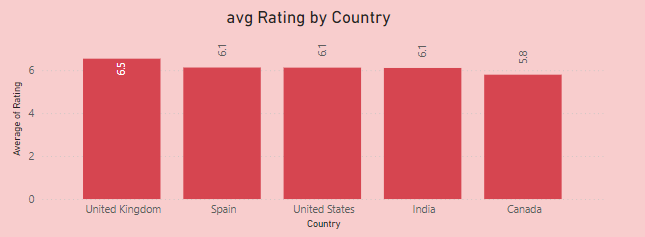 avg Rating by Country
Average of Rating
6
4
2
0
6.5
6.1
6.1
6.1
5.8
United Kingdom
Spain
United States
India
Canada
Country